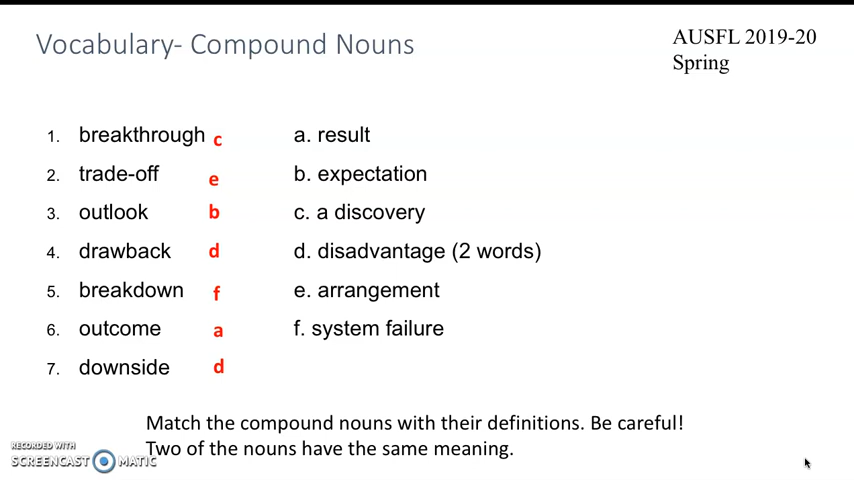 Vocabulary- Compound Nouns
AUSFL 2019-20
Spring
1. breakthrough c a. result
2. trade-off e b. expectation
3. outlook b c. a discovery
4. drawback d d. disadvantage (2 words)
5. breakdown f e. arrangement
6. outcome a f. system failure
7. downside d
Match the compound nouns with their definitions. Be careful!
Two of the nouns have the same meaning.
RECORDED WITH
SCREENCAST MATIC